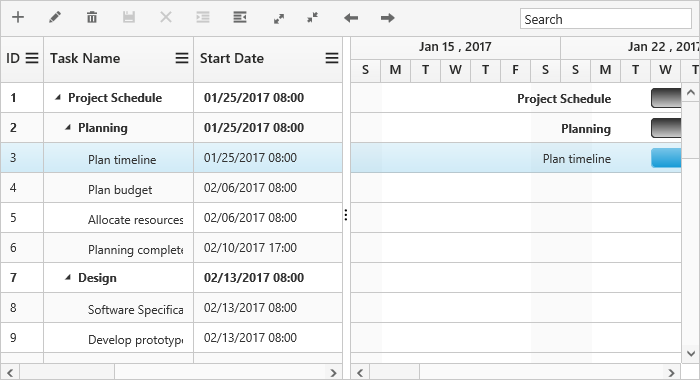 Search
ID Task Name Start Date
Jan 15 , 2017 Jan 22 , 2017
S M T W T F S S M T W T
1 Project Schedule 01/25/2017 08:00 Project Schedule
2 Planning 01/25/2017 08:00 Planning
3 Plan timeline 01/25/2017 08:00 Plan timeline
4 Plan budget 02/06/2017 08:00
5 Allocate resources 02/06/2017 08:00
6 Planning complete 02/10/2017 17:00
7 Design 02/13/2017 08:00
8 Software Specifica 02/13/2017 08:00
9 Develop prototype 02/13/2017 08:00